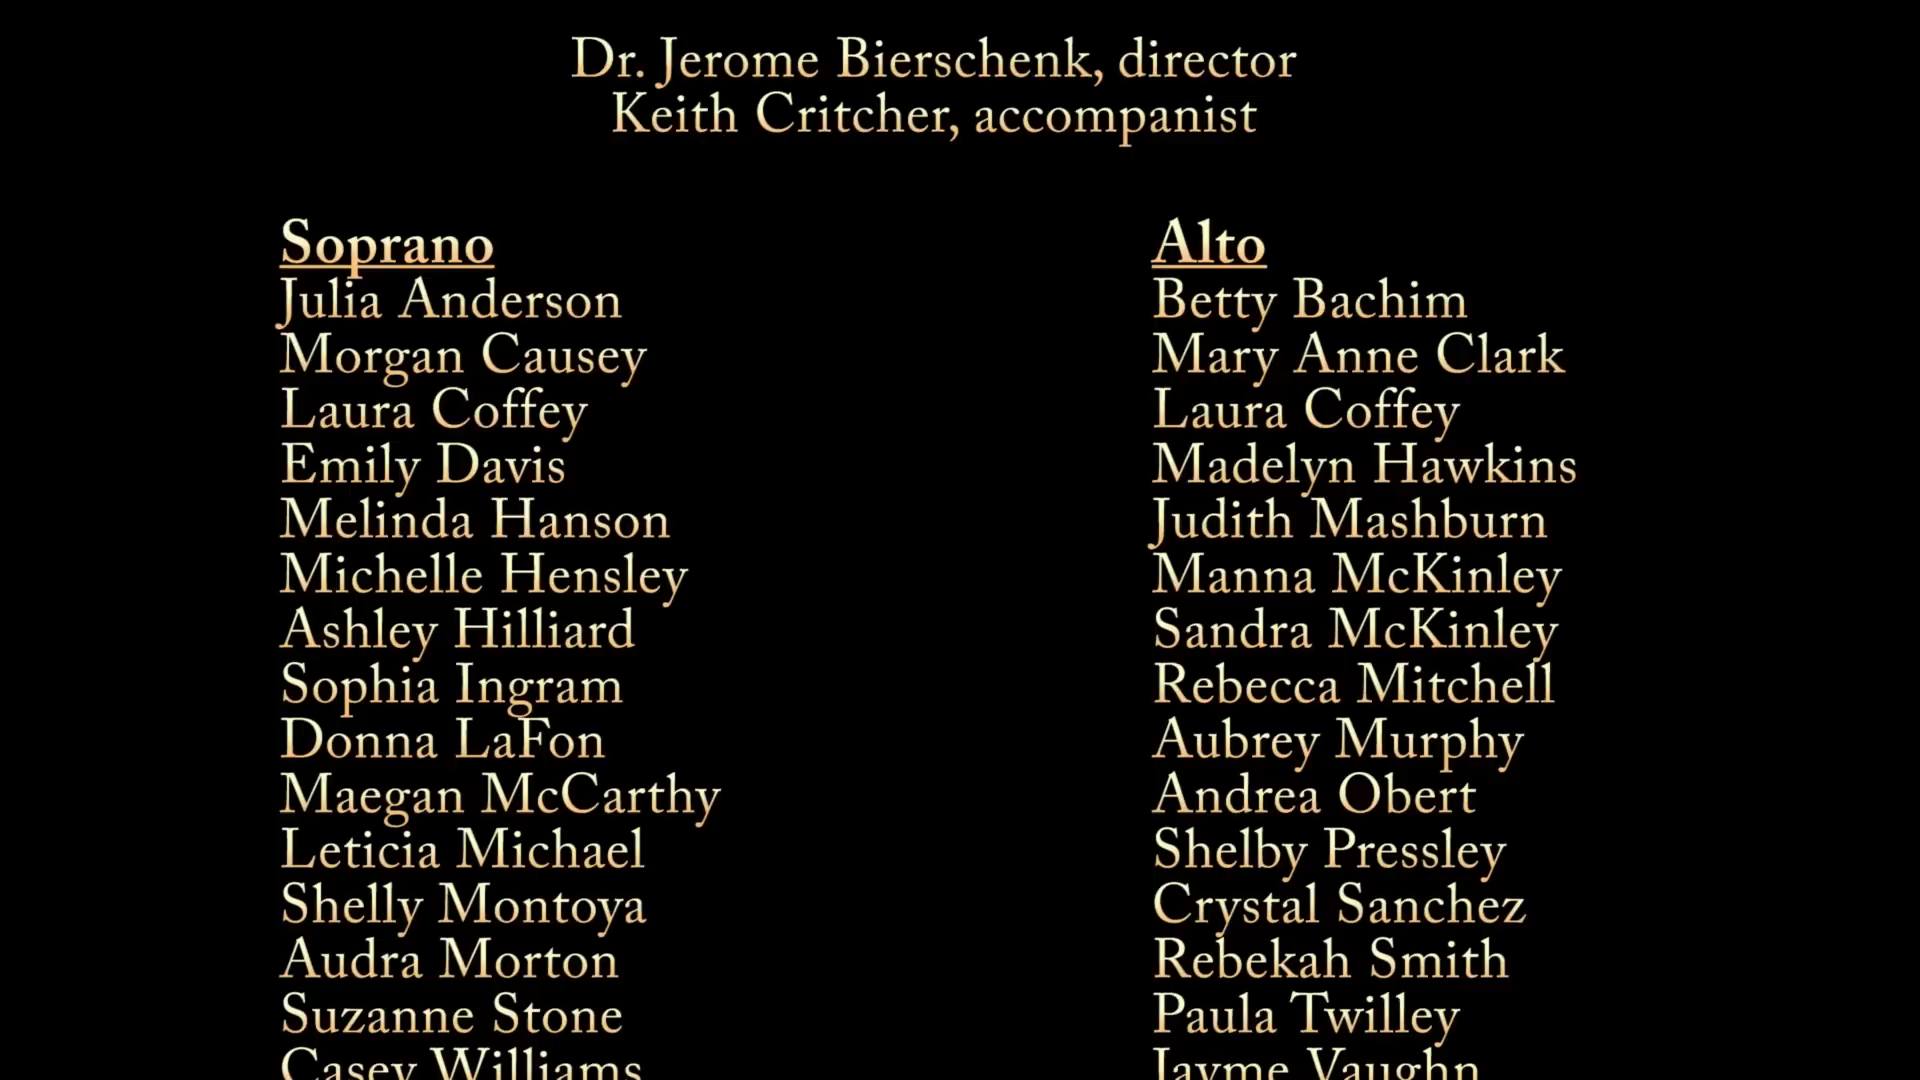 Dr. Jerome Bierschenk, director
Keith Critcher, accompanist
Soprano
Julia Anderson
Morgan Causey
Laura Coffey
Emily Davis
Melinda Hanson
Michelle Hensley
Ashley Hilliard
Sophia Ingram
Donna LaFon
Maegan McCarthy
Leticia Michael
Shelly Montoya
Audra Morton
Suzanne Stone
Casey Williams
Alto
Betty Bachim
Mary Anne Clark
Laura Coffey
Madelyn Hawkins
Judith Mashburn
Manna McKinley
Sandra McKinley
Rebecca Mitchell
Aubrey Murphy
Andrea Obert
Shelby Pressley
Crystal Sanchez
Rebekah Smith
Paula Twilley
Jayme Vaughn